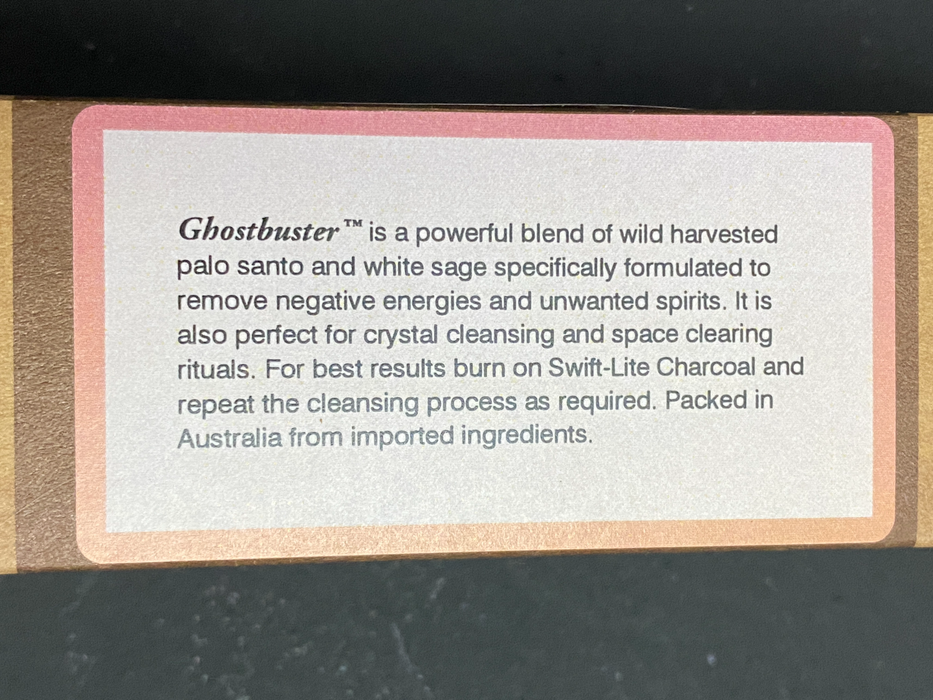 Ghostbuster™ is a powerful blend of wild harvested
palo santo and white sage specifically formulated to
remove negative energies and unwanted spirits. It is
also perfect for crystal cleansing and space clearing
rituals. For best results burn on Swift-Lite Charcoal and
repeat the cleansing process as required. Packed in
Australia from imported ingredients.